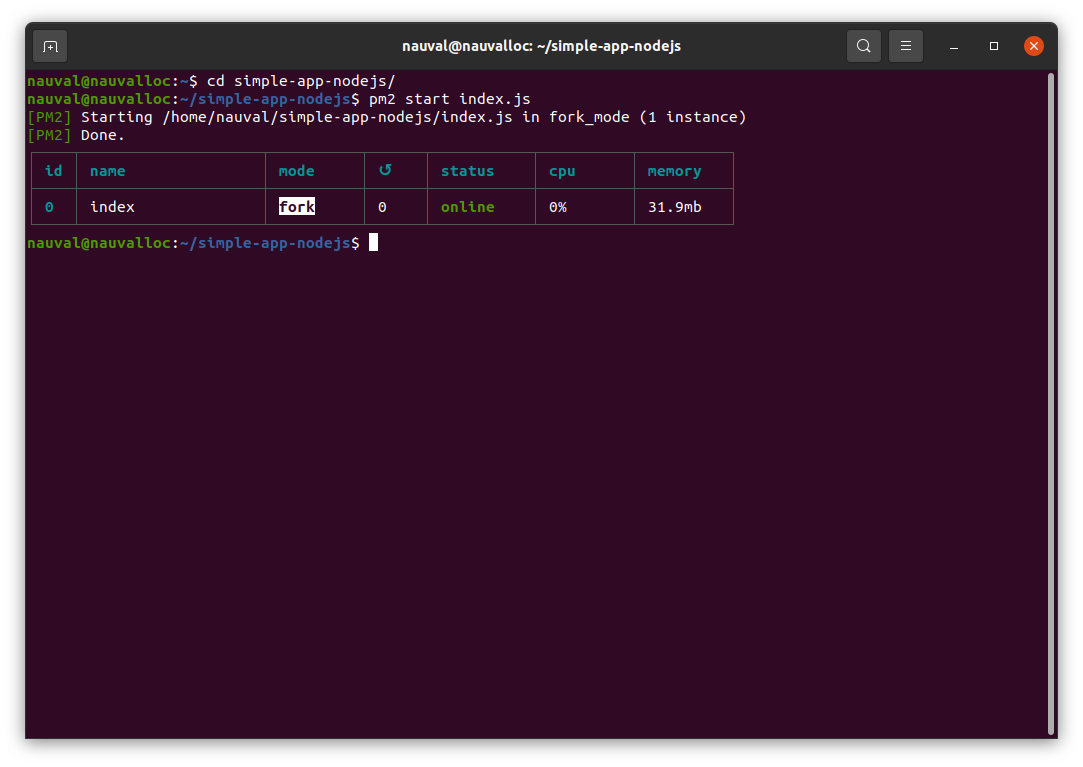 nauval@nauvalloc: ~/simple-app-nodejs
nauval@nauvalloc:~$ cd simple-app-nodejs/
nauval@nauvalloc:~/simple-app-nodejs$ pm2 start index.js
[PM2] Starting /home/nauval/simple-app-nodejs/index.js in fork_mode (1 instance)
[PM2] Done.
id name mode ↺ status cpu memory
0 index fork 0 online 0% 31.9mb
nauval@nauvalloc:~/simple-app-nodejs$